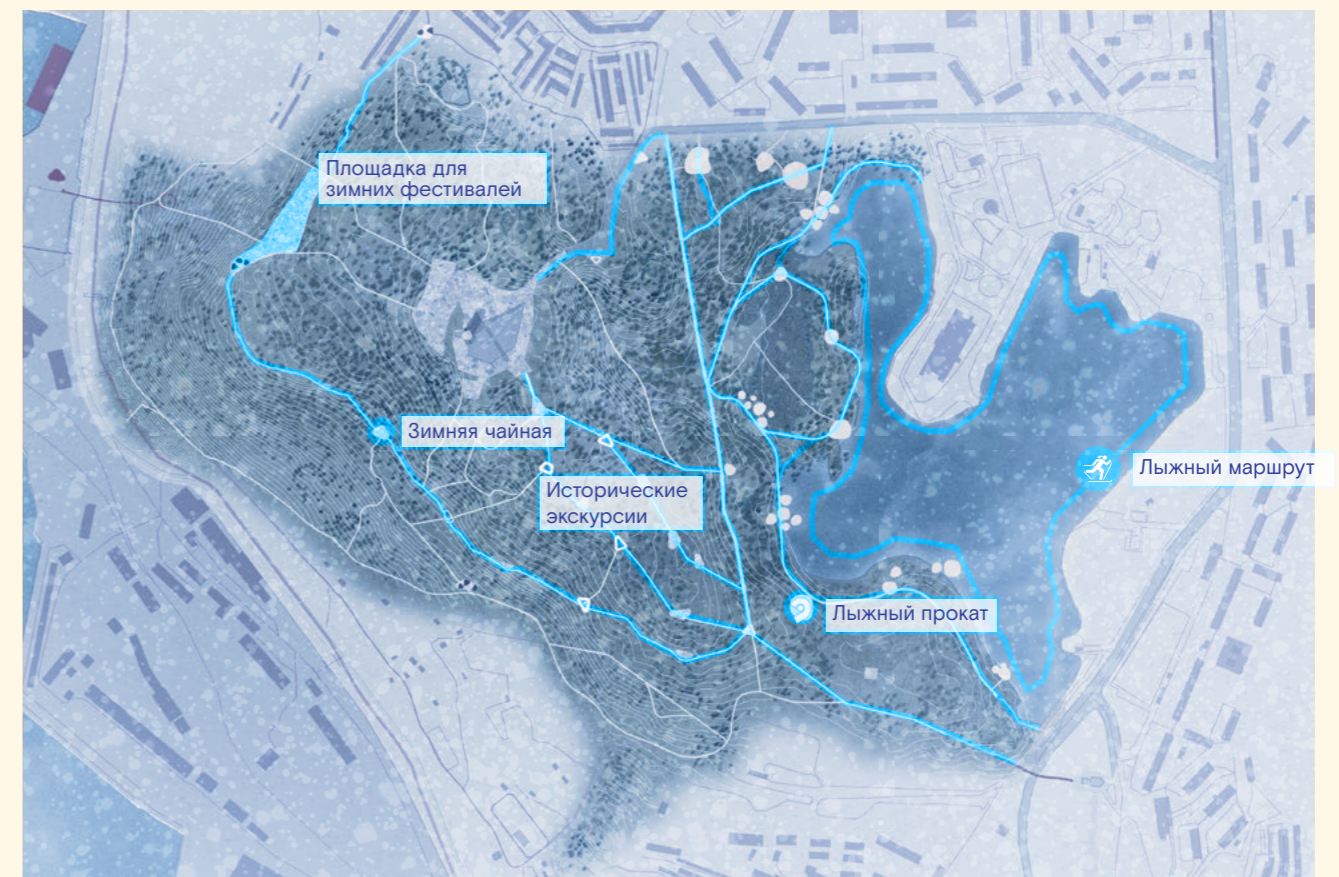 Площадка для
зимних фестивалей
Зимняя чайная
Исторические
экскурсии
Лыжный маршрут
Лыжный прокат